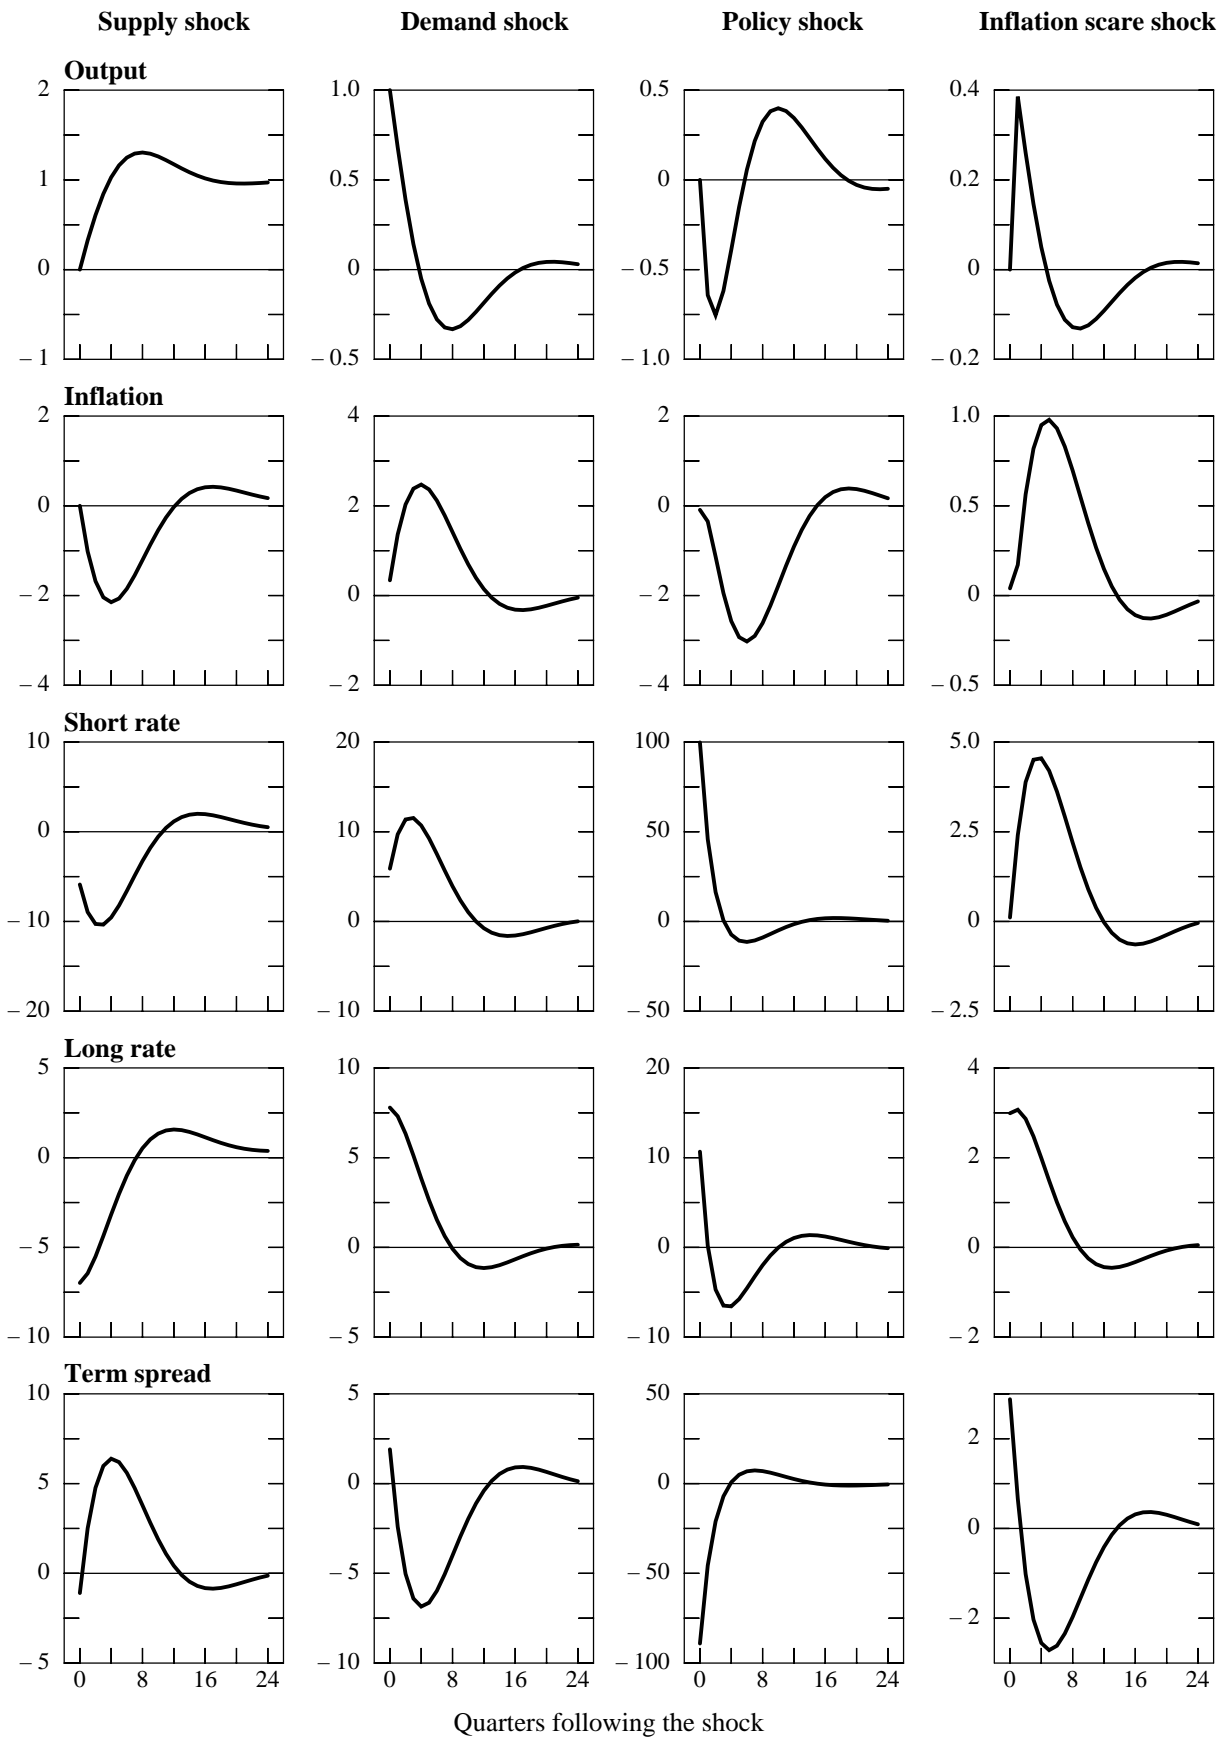 Supply shock Demand shock Policy shock Inflation scare shock
Output
2 1.0 0.5 0.4
1 0.5 0 0.2
0 0 – 0.5 0
– 1 – 0.5 – 1.0 – 0.2
Inflation
2 4 2 1.0
0 2 0 0.5
– 2 0 – 2 0
– 4 – 2 – 4 – 0.5
Short rate
10 20 100 5.0
0 10 50 2.5
– 10 0 0 0
– 20 – 10 – 50 – 2.5
Long rate
5 10 20 4
0 5 10 2
– 5 0 0 0
– 10 – 5 – 10 – 2
Term spread
10 5 50
2
5 0 0
0
0 – 5 – 50
– 2
– 5 – 10 – 100
0 8 16 24 0 8 16 24 0 8 16 24 0 8 16 24
Quarters following the shock